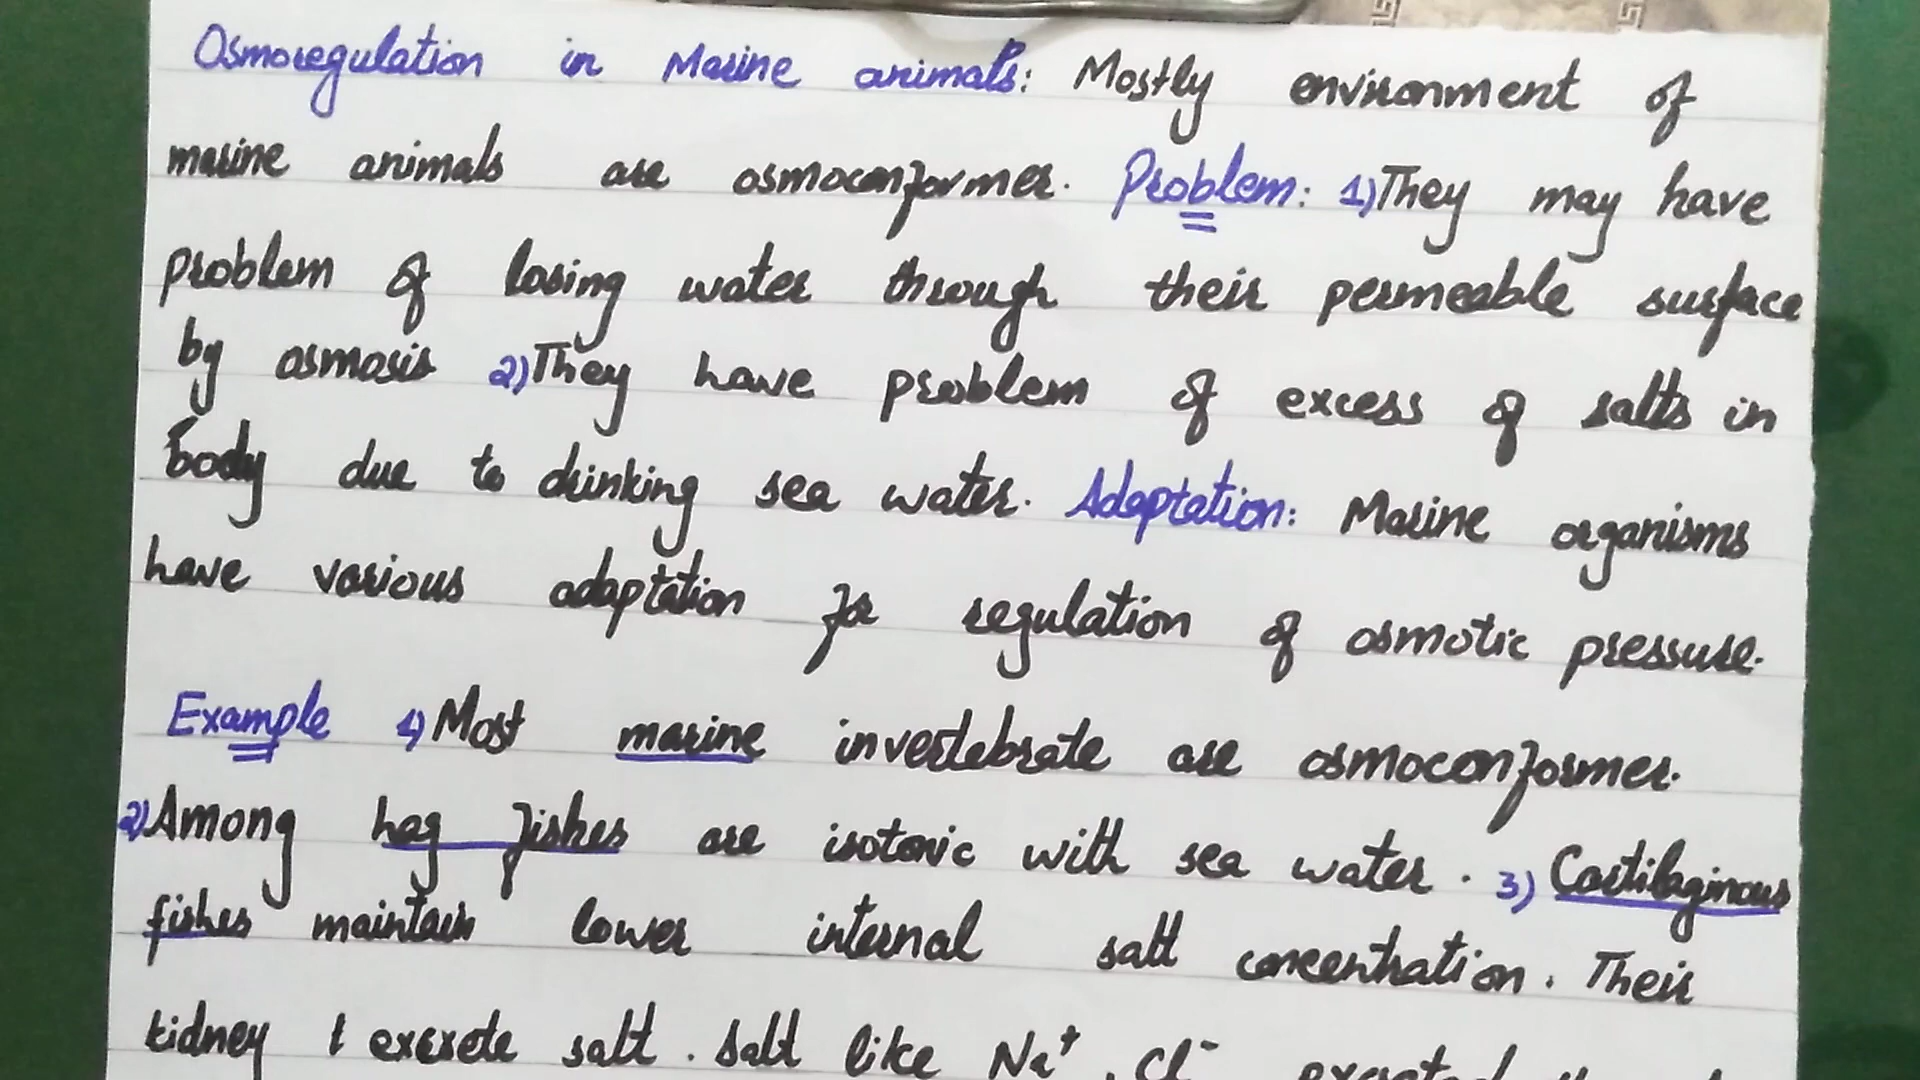 Osmoregulation in Marine animals: Mostly environment of
marine animals are osmoconformer. Problem: 1) They may have
problem of losing water through their permeable surface
by osmosis 2) They have problem of excess of salts in
body due to drinking sea water. Adaptation: Marine organisms
have various adaptation for regulation of osmotic pressure.
Example 1) Most marine invertebrate are osmoconformer.
2) Among hag fishes are isotonic with sea water. 3) Cartilaginous
fishes maintain lower internal salt concentration. Their
kidney excrete salt. Salt like Na⁺, Cl⁻